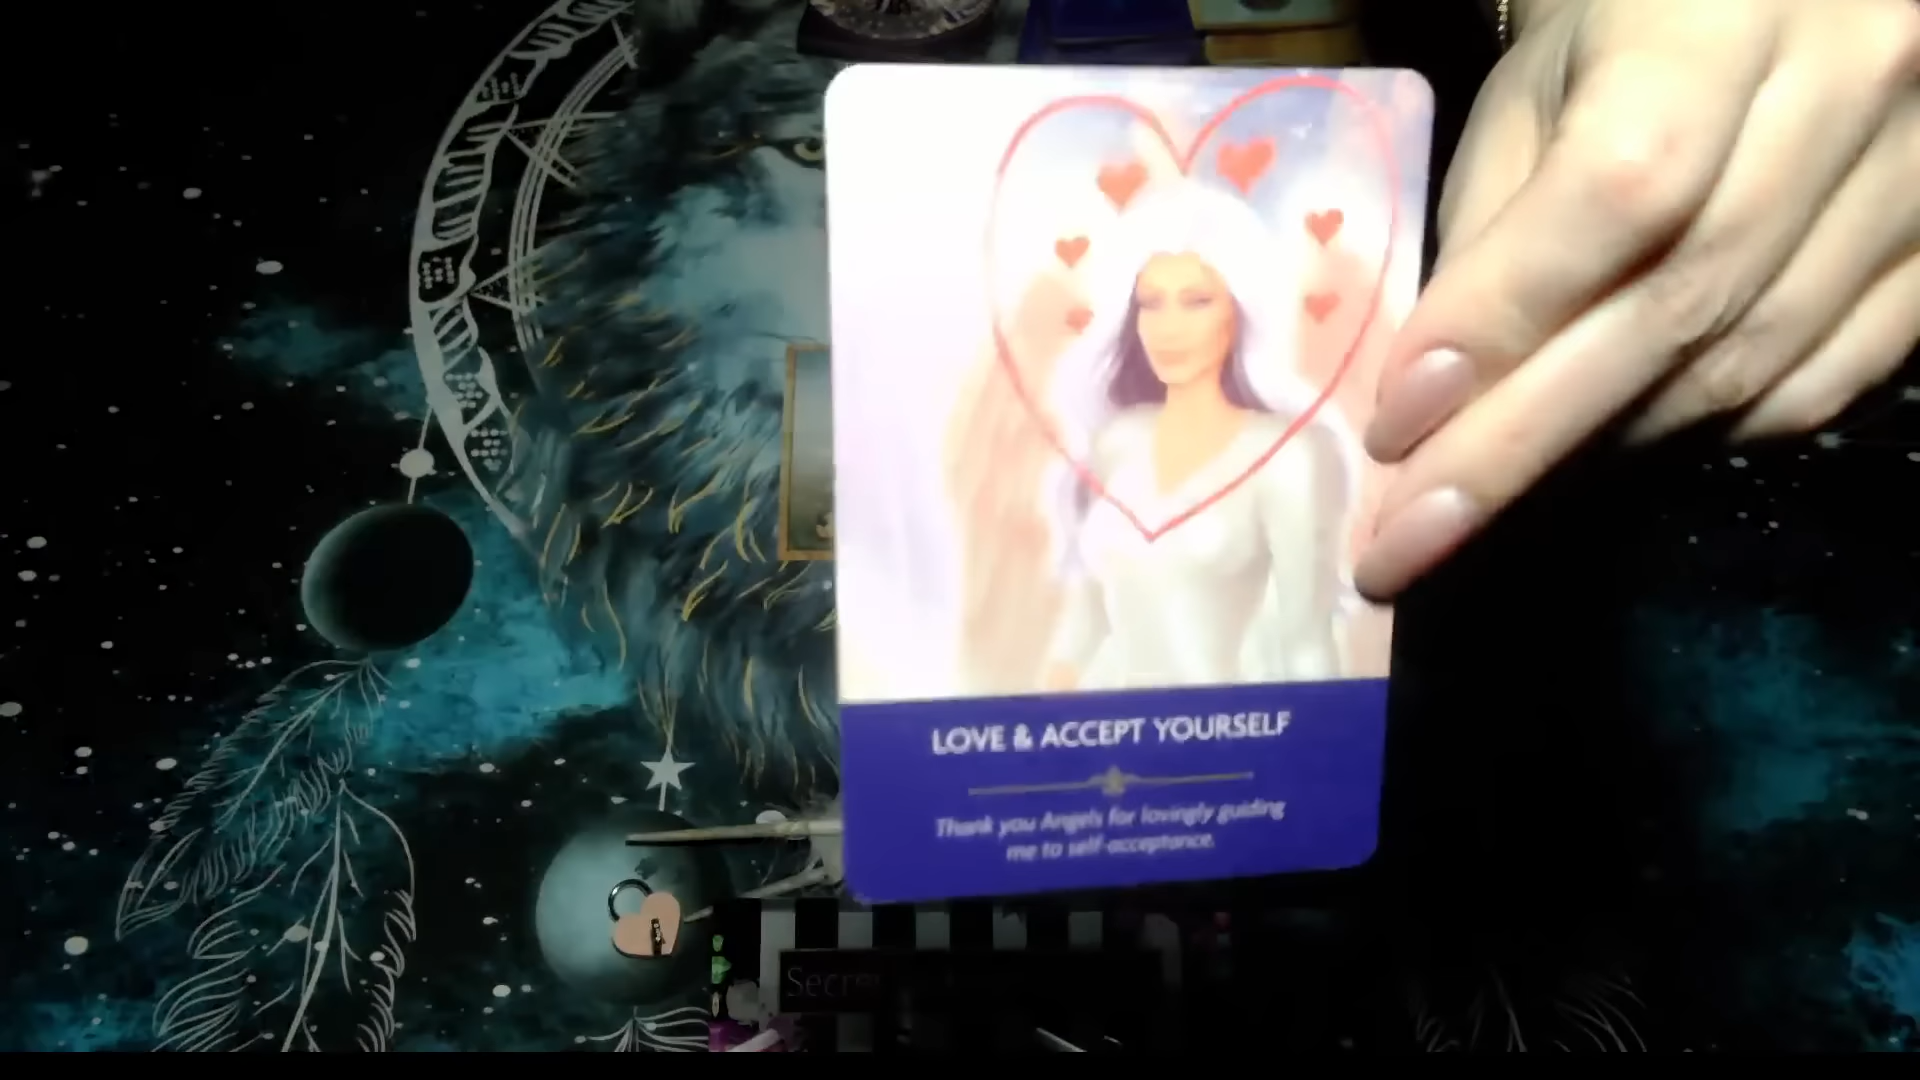 LOVE & ACCEPT YOURSELF
Thank you Angels for lovingly guiding
me to self-acceptance.